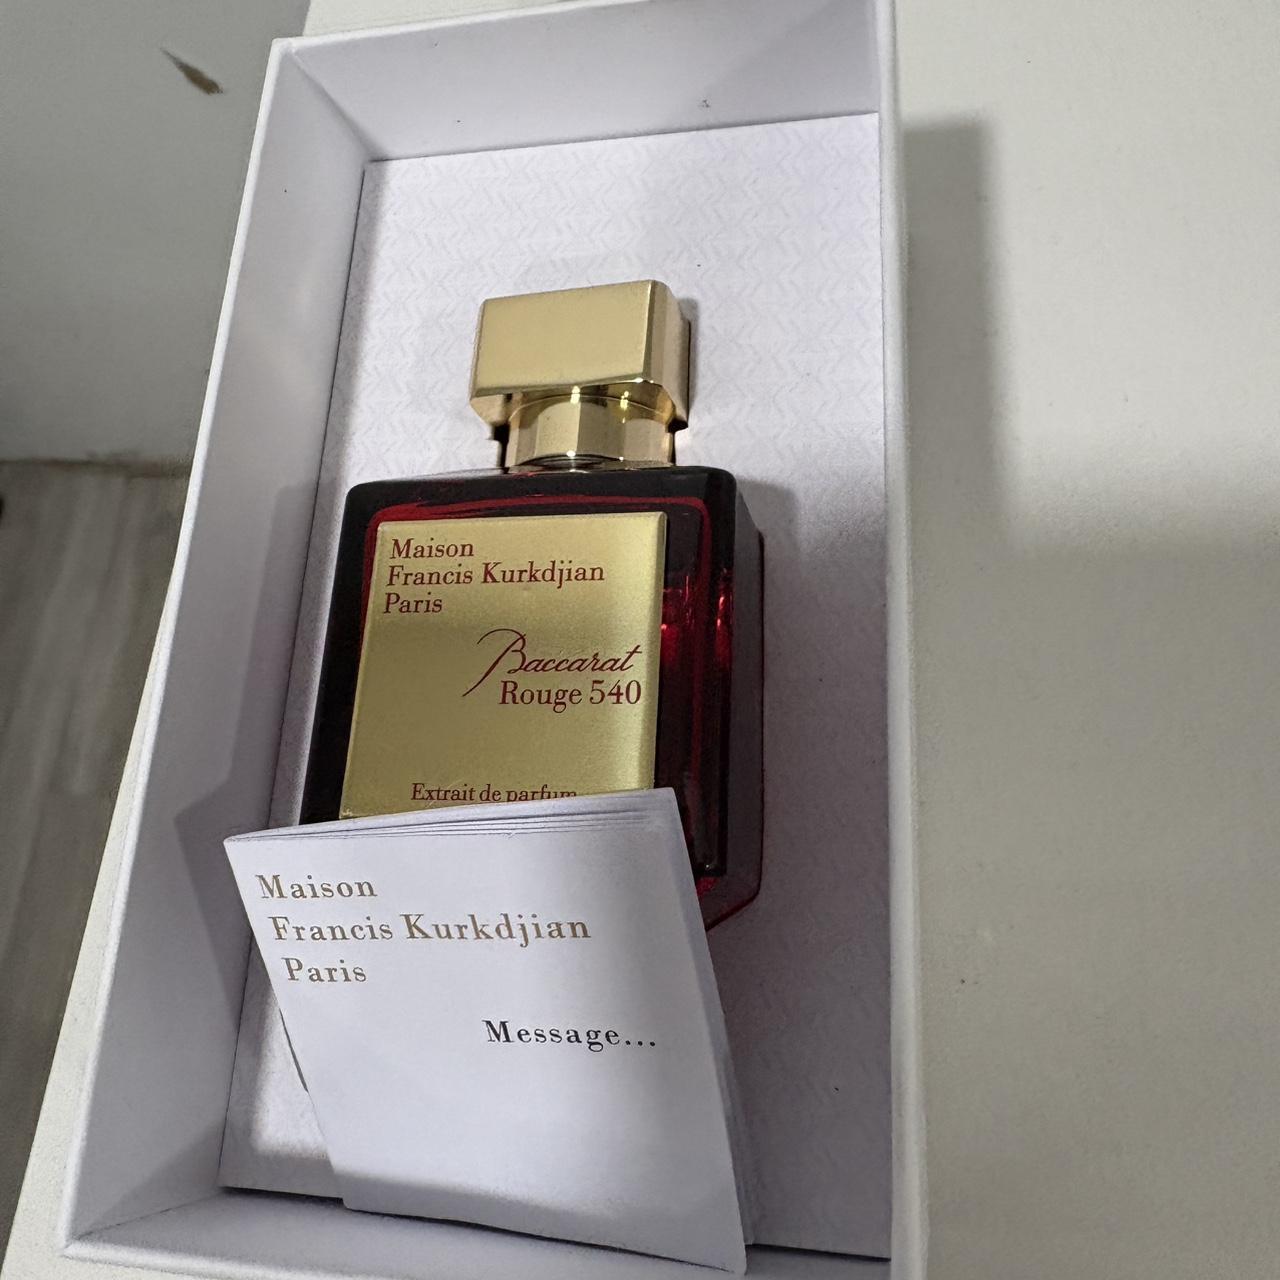 Maison
Francis Kurkdjian
Paris
Baccarat
Rouge 540
Extrait de parfum
Maison
Francis Kurkdjian
Paris
Message...